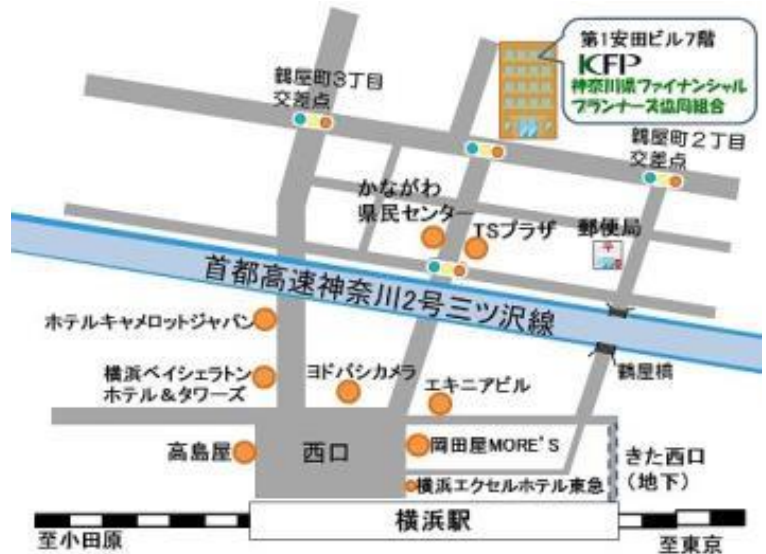 第1安田ビル7階
KFP
神奈川県ファイナンシャル
プランナーズ協同組合
鶴屋町3丁目
交差点
鶴屋町2丁目
交差点
かながわ
県民センター
TSプラザ
郵便局
首都高速神奈川2号三ツ沢線
ホテルキャメロットジャパン
横浜ベイシェラトン
ホテル&タワーズ
ヨドバシカメラ
エキニアビル
鶴屋橋
高島屋
西口
岡田屋MORE'S
横浜エクセルホテル東急
きた西口
(地下)
横浜駅
至小田原
至東京